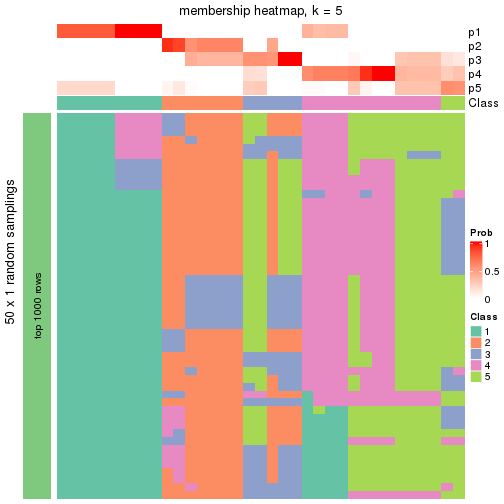 membership heatmap, k = 5
p1
p2
p3
p4
p5
Class
50 x 1 random samplings
top 1000 rows
Prob
1
0.5
0
Class
1
2
3
4
5